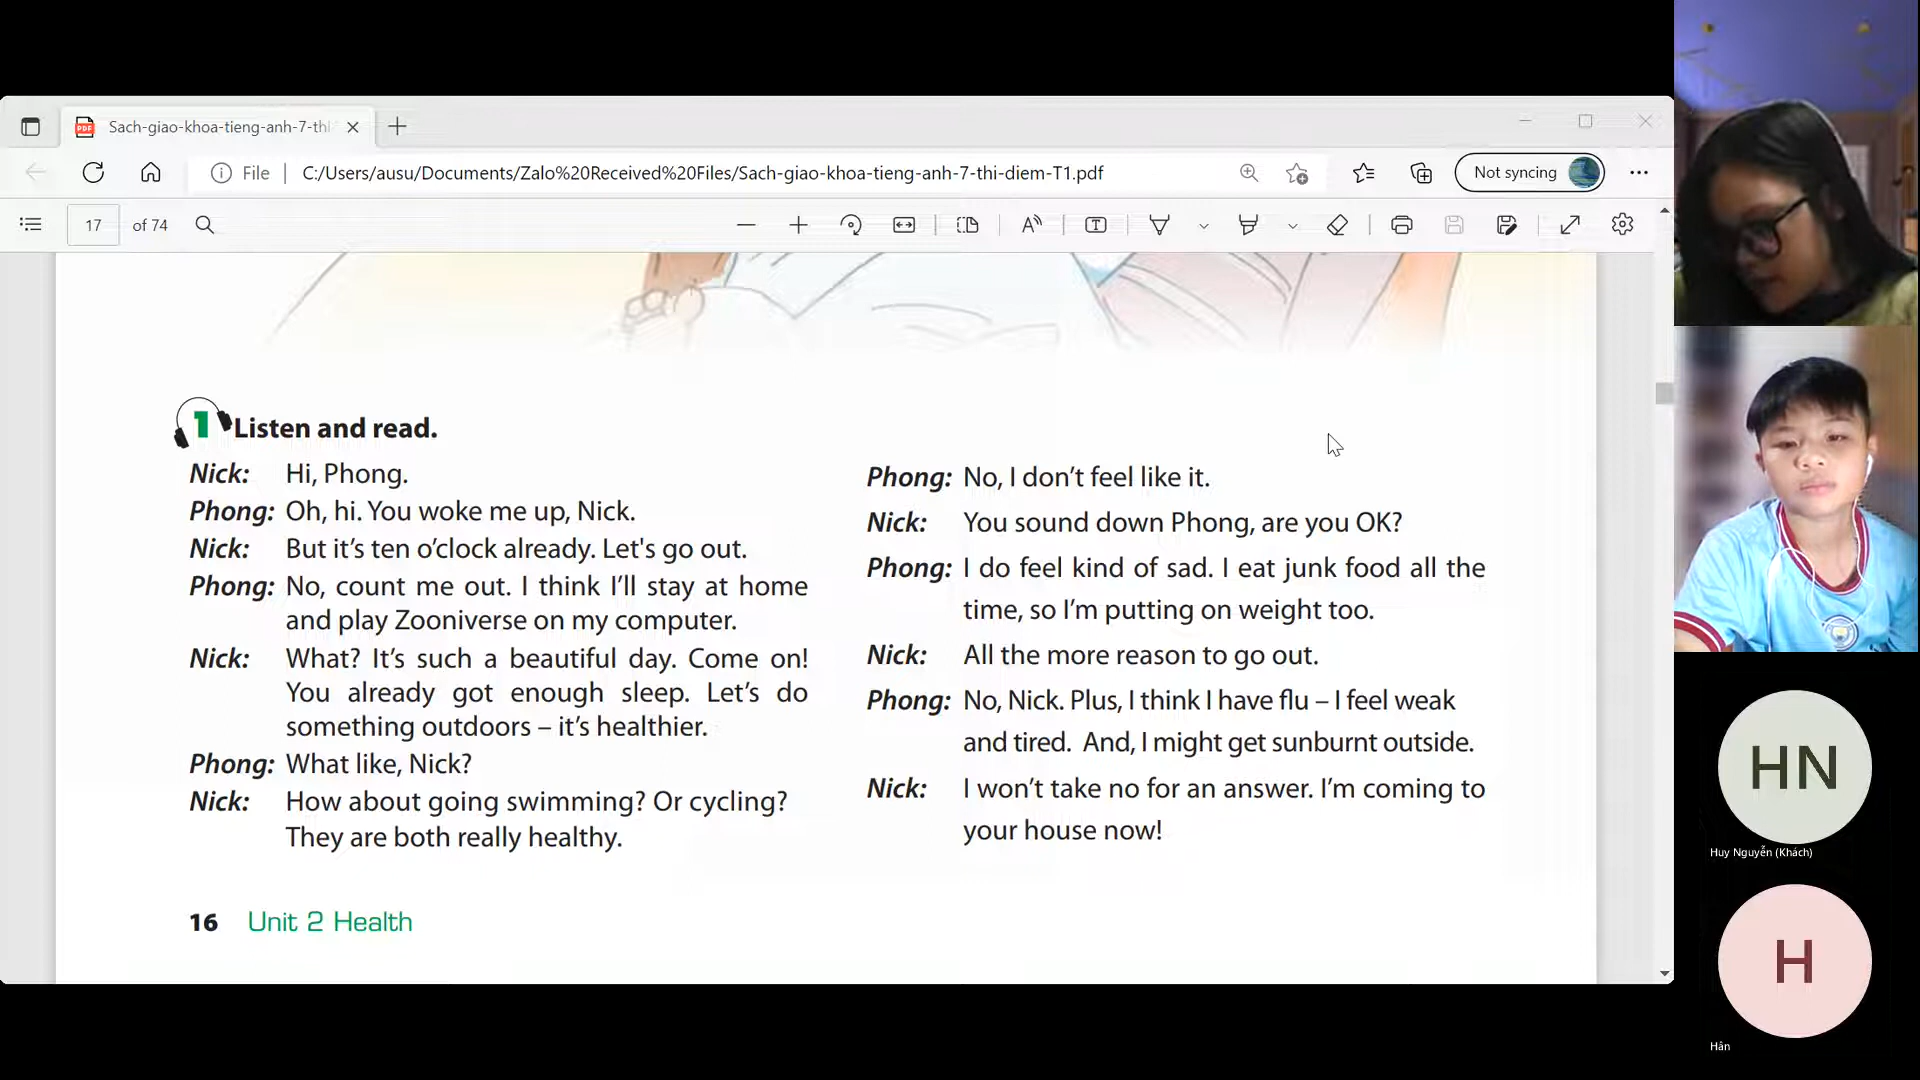 Sach-giao-khoa-tieng-anh-7-thi
File
C:/Users/ausu/Documents/Zalo%20Received%20Files/Sach-giao-khoa-tieng-anh-7-thi-diem-T1.pdf
Not syncing
17 of 74
1 Listen and read.
Nick: Hi, Phong.
Phong: Oh, hi. You woke me up, Nick.
Nick: But it’s ten o’clock already. Let's go out.
Phong: No, count me out. I think I’ll stay at home
and play Zooniverse on my computer.
Nick: What? It’s such a beautiful day. Come on!
You already got enough sleep. Let’s do
something outdoors – it’s healthier.
Phong: What like, Nick?
Nick: How about going swimming? Or cycling?
They are both really healthy.
Phong: No, I don’t feel like it.
Nick: You sound down Phong, are you OK?
Phong: I do feel kind of sad. I eat junk food all the
time, so I’m putting on weight too.
Nick: All the more reason to go out.
Phong: No, Nick. Plus, I think I have flu – I feel weak
and tired. And, I might get sunburnt outside.
Nick: I won’t take no for an answer. I’m coming to
your house now!
16 Unit 2 Health
HN
Huy Nguyễn (Khách)
H
Hân